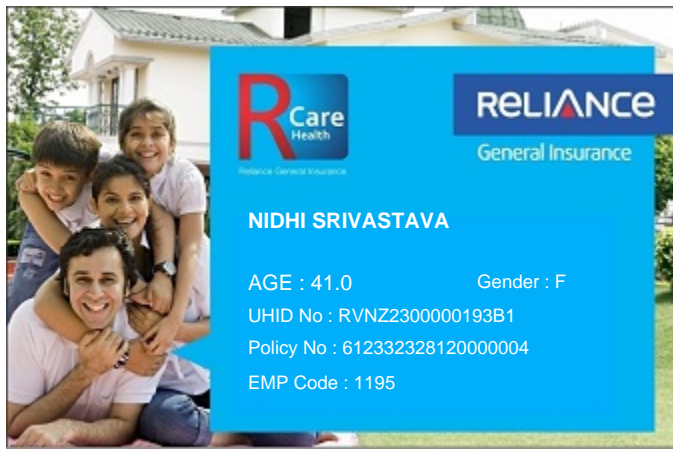 R Care
Health
Reliance General Insurance
RELIANCE
General Insurance
NIDHI SRIVASTAVA
AGE : 41.0
Gender : F
UHID No : RVNZ2300000193B1
Policy No : 612332328120000004
EMP Code : 1195